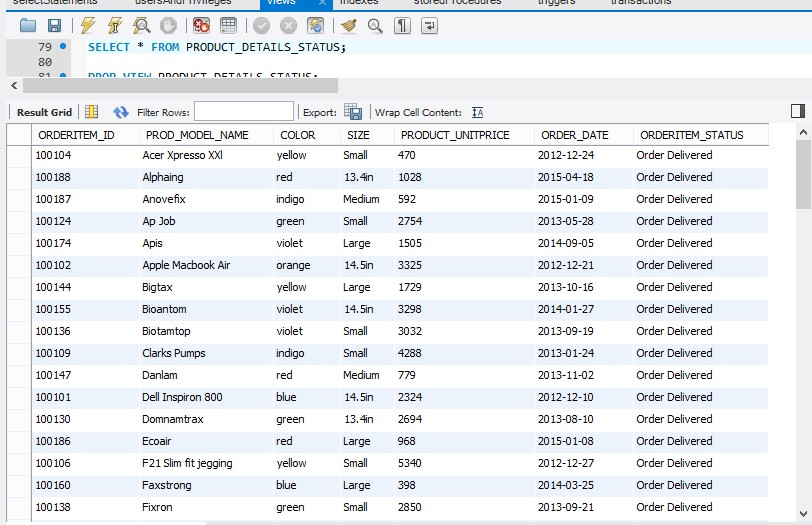 selectStatements usersAndPrivileges views x indexes storedProcedures triggers transactions
79 SELECT * FROM PRODUCT_DETAILS_STATUS;
80
81 DROP VIEW PRODUCT_DETAILS_STATUS;
Result Grid Filter Rows: Export: Wrap Cell Content: IA
ORDERITEM_ID PROD_MODEL_NAME COLOR SIZE PRODUCT_UNITPRICE ORDER_DATE ORDERITEM_STATUS
100104 Acer Xpresso XXl yellow Small 470 2012-12-24 Order Delivered
100188 Alphaing red 13.4in 1028 2015-04-18 Order Delivered
100187 Anovefix indigo Medium 592 2015-01-09 Order Delivered
100124 Ap Job green Small 2754 2013-05-28 Order Delivered
100174 Apis violet Large 1505 2014-09-05 Order Delivered
100102 Apple Macbook Air orange 14.5in 3325 2012-12-21 Order Delivered
100144 Bigtax yellow Large 1729 2013-10-16 Order Delivered
100155 Bioantom violet 14.5in 3298 2014-01-27 Order Delivered
100136 Biotamtop violet Small 3032 2013-09-19 Order Delivered
100109 Clarks Pumps indigo Small 4288 2013-01-24 Order Delivered
100147 Danlam red Medium 779 2013-11-02 Order Delivered
100101 Dell Inspiron 800 blue 14.5in 2324 2012-12-10 Order Delivered
100130 Domnamtrax green 13.4in 2694 2013-08-10 Order Delivered
100186 Ecoair red Large 968 2015-01-08 Order Delivered
100106 F21 Slim fit jegging yellow Small 5340 2012-12-27 Order Delivered
100160 Faxstrong blue Large 398 2014-03-25 Order Delivered
100138 Fixron green Small 2850 2013-09-21 Order Delivered